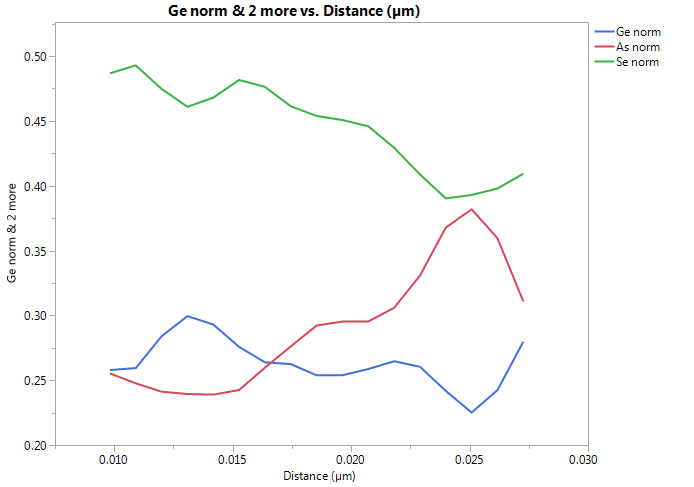 Ge norm & 2 more vs. Distance (µm)
Ge norm
As norm
Se norm
0.50
0.45
0.40
0.35
0.30
0.25
0.20
Ge norm & 2 more
0.010 0.015 0.020 0.025 0.030
Distance (µm)